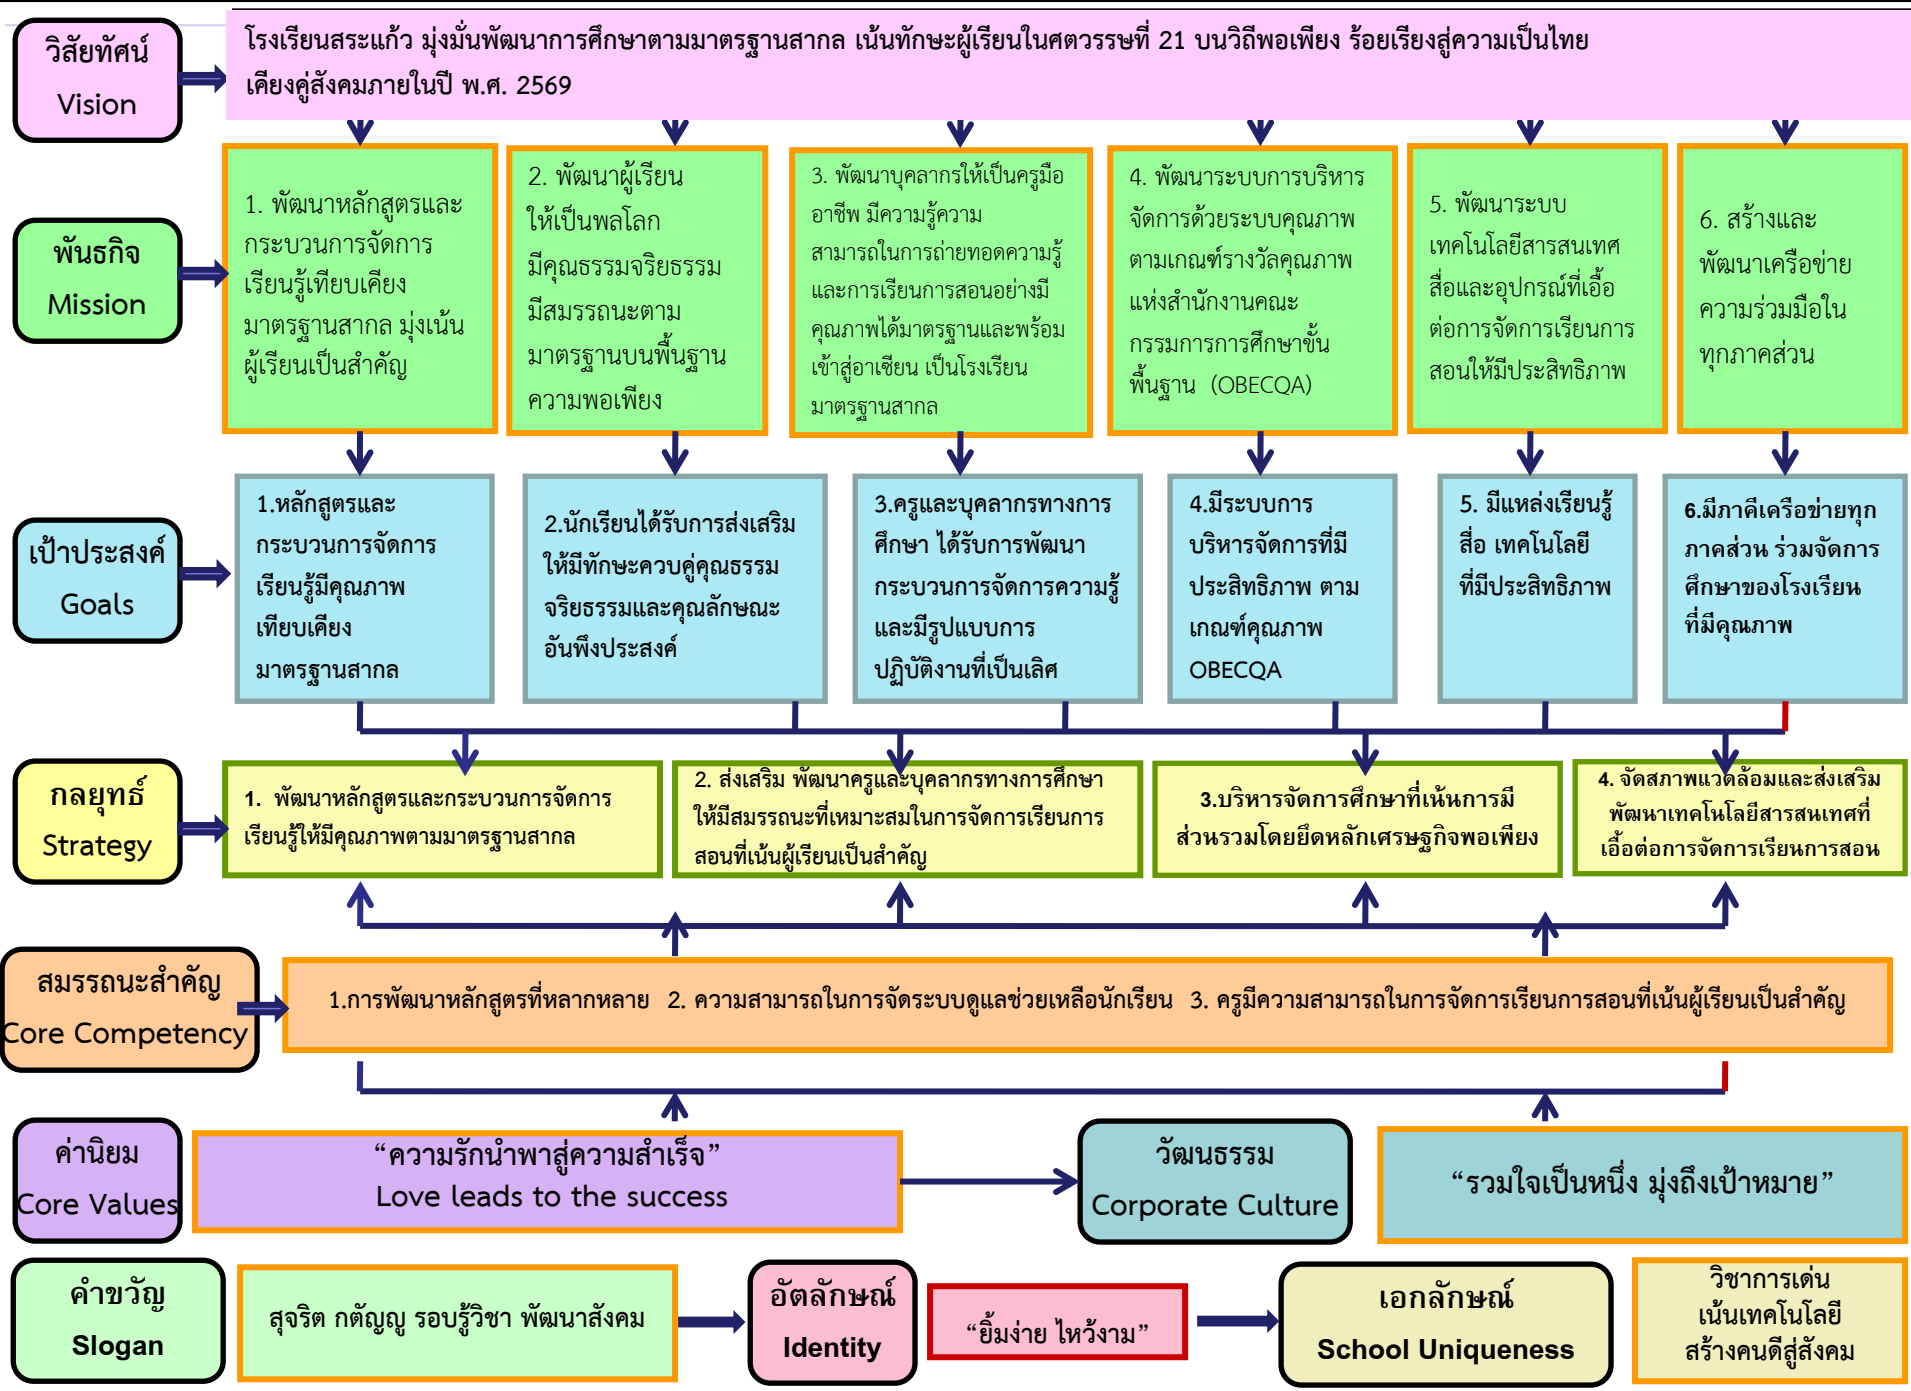 วิสัยทัศน์
Vision
โรงเรียนสระแก้ว มุ่งมั่นพัฒนาการศึกษาตามมาตรฐานสากล เน้นทักษะผู้เรียนในศตวรรษที่ 21 บนวิถีพอเพียง ร้อยเรียงสู่ความเป็นไทย
เคียงคู่สังคมภายในปี พ.ศ. 2569
พันธกิจ
Mission
1. พัฒนาหลักสูตรและ
กระบวนการจัดการ
เรียนรู้เทียบเคียง
มาตรฐานสากล มุ่งเน้น
ผู้เรียนเป็นสำคัญ
2. พัฒนาผู้เรียน
ให้เป็นพลโลก
มีคุณธรรมจริยธรรม
มีสมรรถนะตาม
มาตรฐานบนพื้นฐาน
ความพอเพียง
3. พัฒนาบุคลากรให้เป็นครูมือ
อาชีพ มีความรู้ความ
สามารถในการถ่ายทอดความรู้
และการเรียนการสอนอย่างมี
คุณภาพได้มาตรฐานและพร้อม
เข้าสู่อาเซียน เป็นโรงเรียน
มาตรฐานสากล
4. พัฒนาระบบการบริหาร
จัดการด้วยระบบคุณภาพ
ตามเกณฑ์รางวัลคุณภาพ
แห่งสำนักงานคณะ
กรรมการการศึกษาขั้น
พื้นฐาน (OBECQA)
5. พัฒนาระบบ
เทคโนโลยีสารสนเทศ
สื่อและอุปกรณ์ที่เอื้อ
ต่อการจัดการเรียนการ
สอนให้มีประสิทธิภาพ
6. สร้างและ
พัฒนาเครือข่าย
ความร่วมมือใน
ทุกภาคส่วน
เป้าประสงค์
Goals
1.หลักสูตรและ
กระบวนการจัดการ
เรียนรู้มีคุณภาพ
เทียบเคียง
มาตรฐานสากล
2.นักเรียนได้รับการส่งเสริม
ให้มีทักษะควบคู่คุณธรรม
จริยธรรมและคุณลักษณะ
อันพึงประสงค์
3.ครูและบุคลากรทางการ
ศึกษา ได้รับการพัฒนา
กระบวนการจัดการความรู้
และมีรูปแบบการ
ปฏิบัติงานที่เป็นเลิศ
4.มีระบบการ
บริหารจัดการที่มี
ประสิทธิภาพ ตาม
เกณฑ์คุณภาพ
OBECQA
5. มีแหล่งเรียนรู้
สื่อ เทคโนโลยี
ที่มีประสิทธิภาพ
6.มีภาคีเครือข่ายทุก
ภาคส่วน ร่วมจัดการ
ศึกษาของโรงเรียน
ที่มีคุณภาพ
กลยุทธ์
Strategy
1. พัฒนาหลักสูตรและกระบวนการจัดการ
เรียนรู้ให้มีคุณภาพตามมาตรฐานสากล
2. ส่งเสริม พัฒนาครูและบุคลากรทางการศึกษา
ให้มีสมรรถนะที่เหมาะสมในการจัดการเรียนการ
สอนที่เน้นผู้เรียนเป็นสำคัญ
3.บริหารจัดการศึกษาที่เน้นการมี
ส่วนรวมโดยยึดหลักเศรษฐกิจพอเพียง
4. จัดสภาพแวดล้อมและส่งเสริม
พัฒนาเทคโนโลยีสารสนเทศที่
เอื้อต่อการจัดการเรียนการสอน
สมรรถนะสำคัญ
Core Competency
1.การพัฒนาหลักสูตรที่หลากหลาย 2. ความสามารถในการจัดระบบดูแลช่วยเหลือนักเรียน 3. ครูมีความสามารถในการจัดการเรียนการสอนที่เน้นผู้เรียนเป็นสำคัญ
ค่านิยม
Core Values
“ความรักนำพาสู่ความสำเร็จ”
Love leads to the success
วัฒนธรรม
Corporate Culture
“รวมใจเป็นหนึ่ง มุ่งถึงเป้าหมาย”
คำขวัญ
Slogan
สุจริต กตัญญู รอบรู้วิชา พัฒนาสังคม
อัตลักษณ์
Identity
“ยิ้มง่าย ไหว้งาม”
เอกลักษณ์
School Uniqueness
วิชาการเด่น
เน้นเทคโนโลยี
สร้างคนดีสู่สังคม